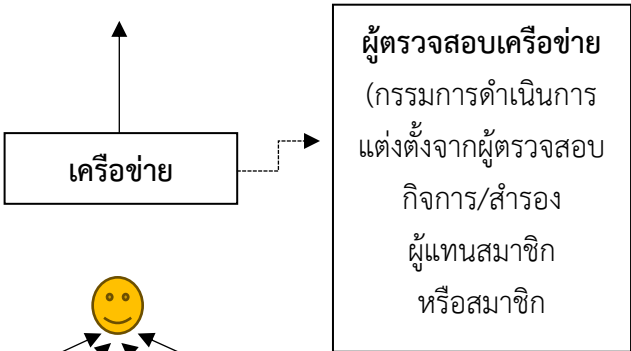 ผู้ตรวจสอบเครือข่าย
(กรรมการดำเนินการ
แต่งตั้งจากผู้ตรวจสอบ
กิจการ/สำรอง
ผู้แทนสมาชิก
หรือสมาชิก
เครือข่าย